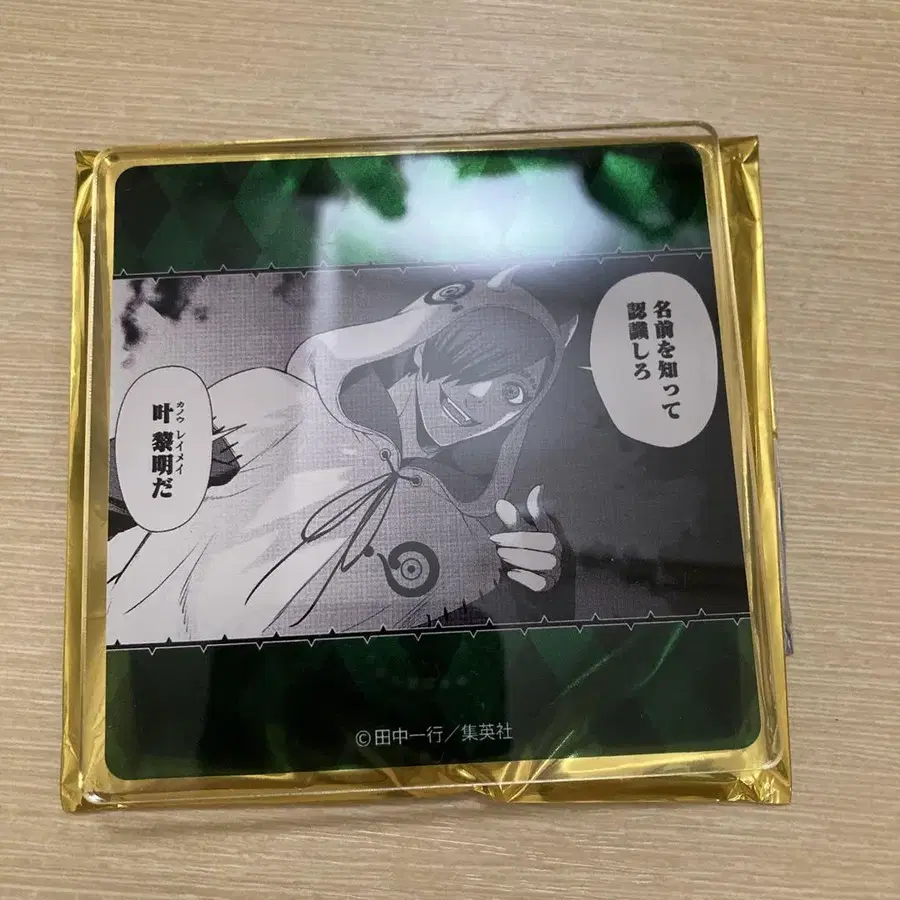 名前を知って
認識しろ
叶 黎明だ
カノウ レイメイ
©田中一行／集英社